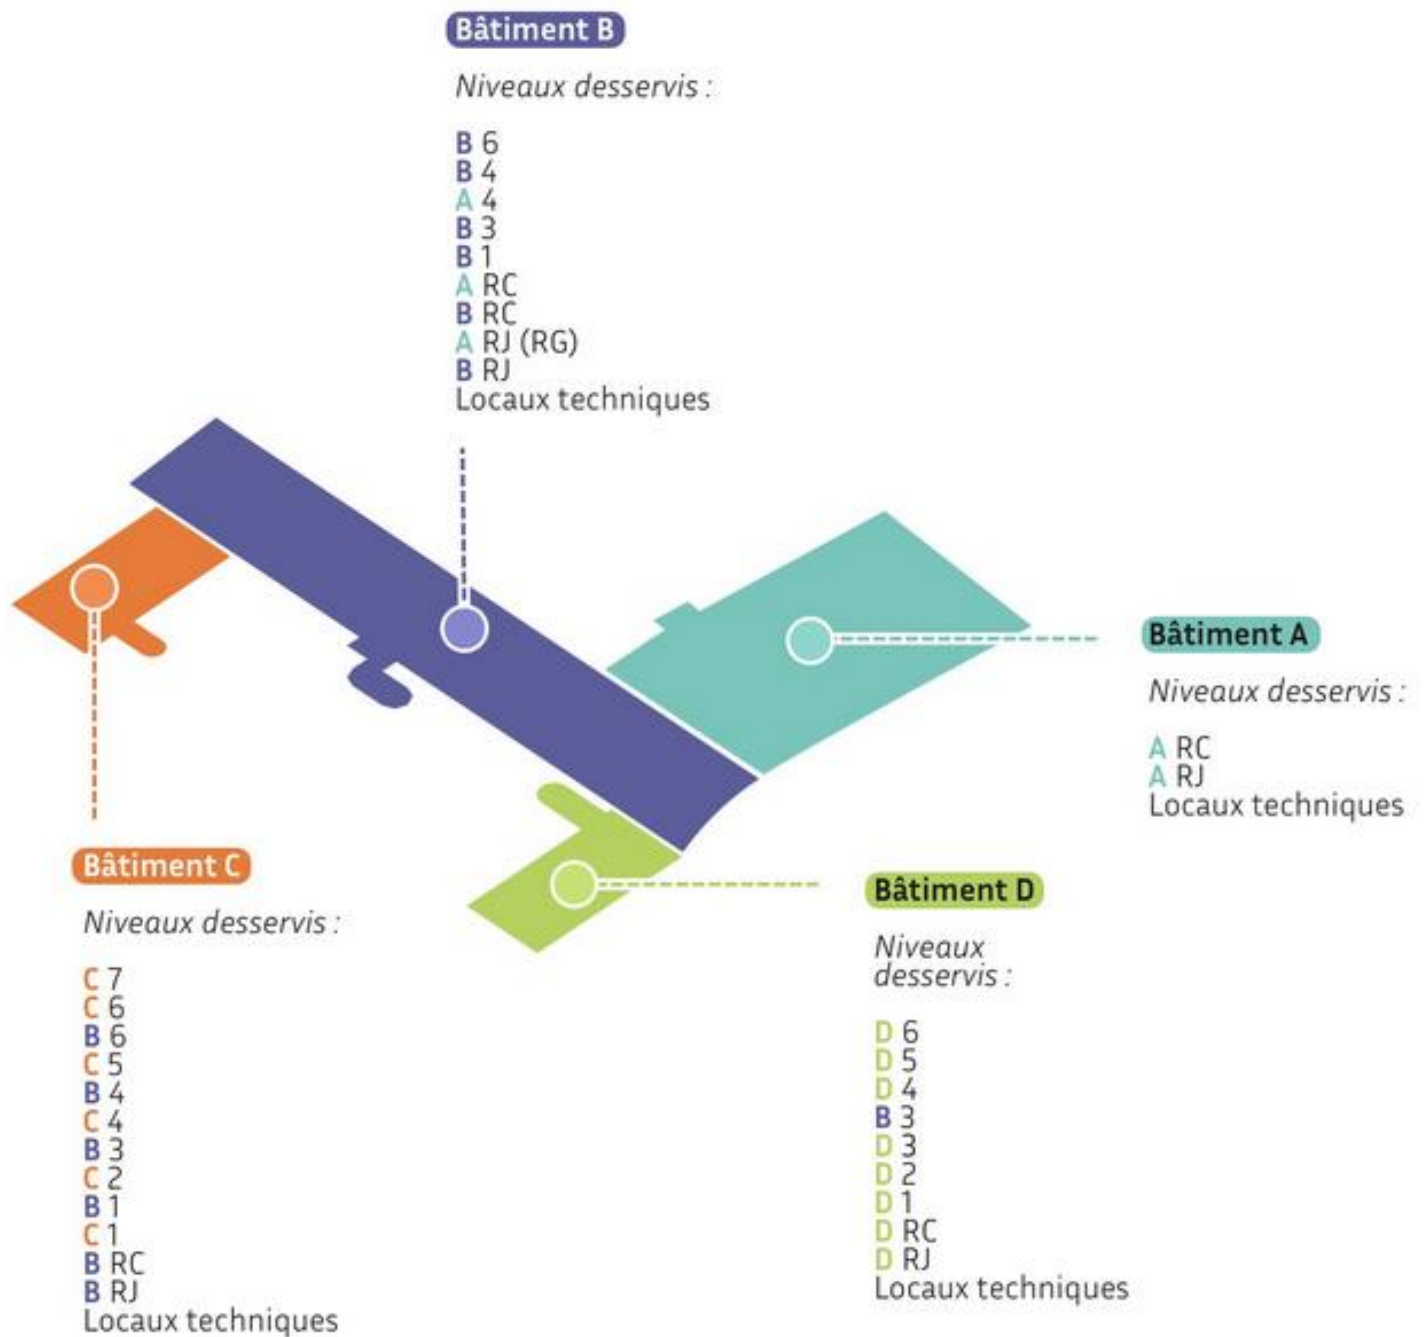 Bâtiment B
Niveaux desservis :
B 6
B 4
A 4
B 3
B 1
A RC
B RC
A RJ (RG)
B RJ
Locaux techniques
Bâtiment A
Niveaux desservis :
A RC
A RJ
Locaux techniques
Bâtiment C
Niveaux desservis :
C 7
C 6
B 6
C 5
B 4
C 4
B 3
C 2
B 1
C 1
B RC
B RJ
Locaux techniques
Bâtiment D
Niveaux
desservis :
D 6
D 5
D 4
B 3
D 3
D 2
D 1
D RC
D RJ
Locaux techniques